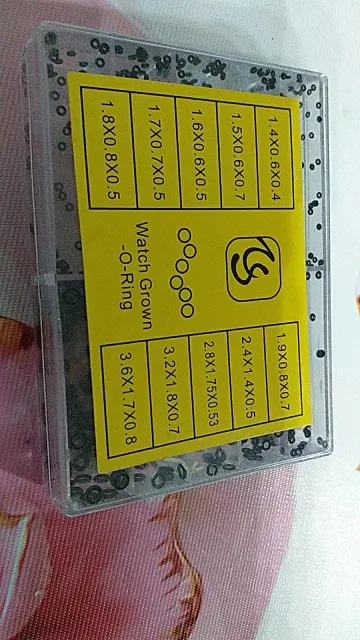 1.4X0.6X0.4
1.5X0.6X0.7
1.6X0.6X0.5
1.7X0.7X0.5
1.8X0.8X0.5
Watch Grown
-O-Ring
1.9X0.8X0.7
2.4X1.4X0.5
2.8X1.75X0.53
3.2X1.8X0.7
3.6X1.7X0.8